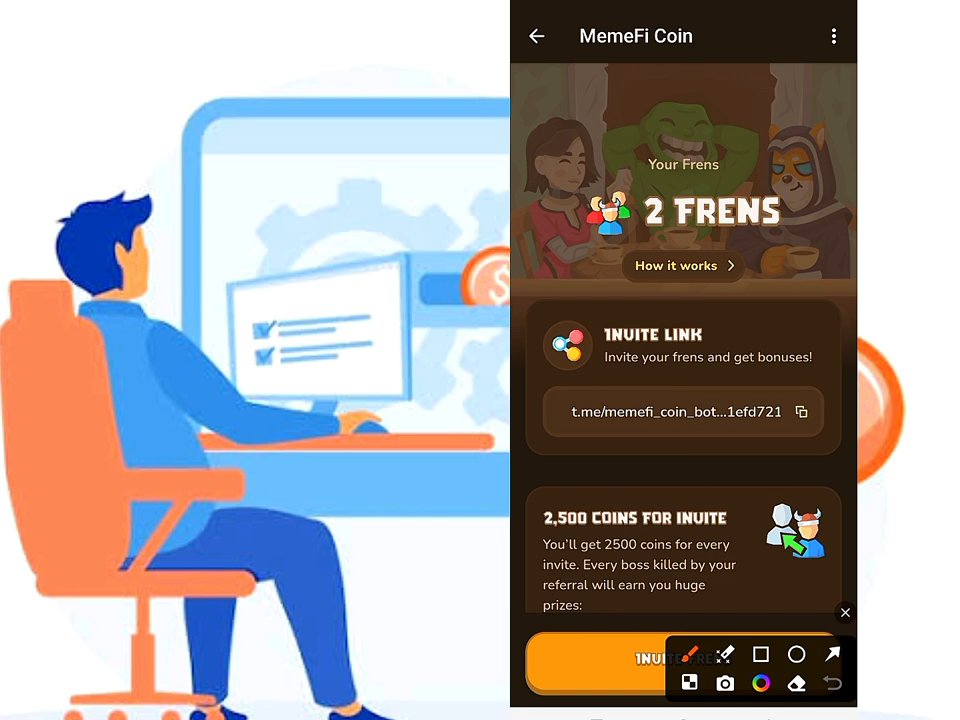 MemeFi Coin
Your Frens
2 FRENS
How it works
INVITE LINK
Invite your frens and get bonuses!
t.me/memefi_coin_bot...1efd721
2,500 COINS FOR INVITE
You'll get 2500 coins for every
invite. Every boss killed by your
referral will earn you huge
prizes: